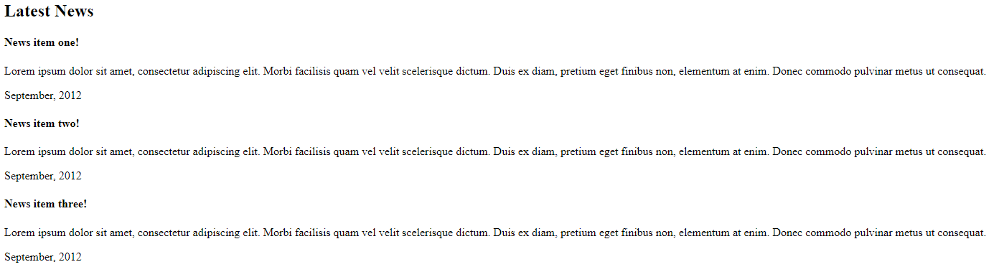 Latest News
News item one!
Lorem ipsum dolor sit amet, consectetur adipiscing elit. Morbi facilisis quam vel velit scelerisque dictum. Duis ex diam, pretium eget finibus non, elementum at enim. Donec commodo pulvinar metus ut consequat.
September, 2012
News item two!
Lorem ipsum dolor sit amet, consectetur adipiscing elit. Morbi facilisis quam vel velit scelerisque dictum. Duis ex diam, pretium eget finibus non, elementum at enim. Donec commodo pulvinar metus ut consequat.
September, 2012
News item three!
Lorem ipsum dolor sit amet, consectetur adipiscing elit. Morbi facilisis quam vel velit scelerisque dictum. Duis ex diam, pretium eget finibus non, elementum at enim. Donec commodo pulvinar metus ut consequat.
September, 2012